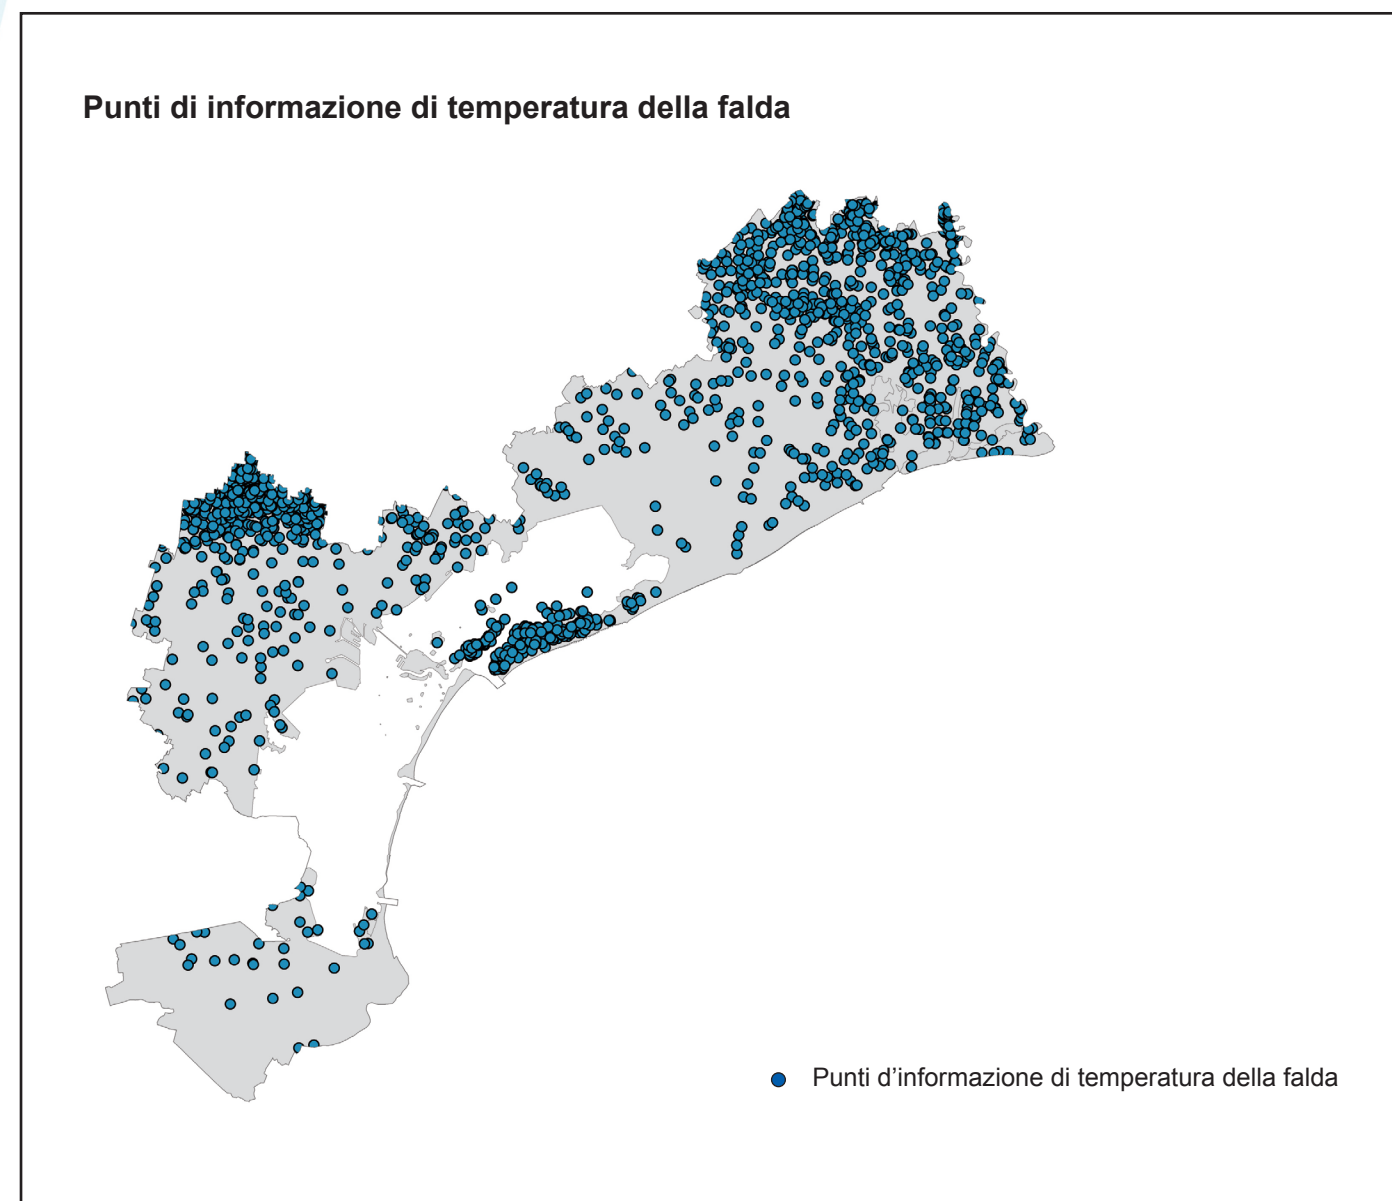 Punti di informazione di temperatura della falda
Punti d’informazione di temperatura della falda